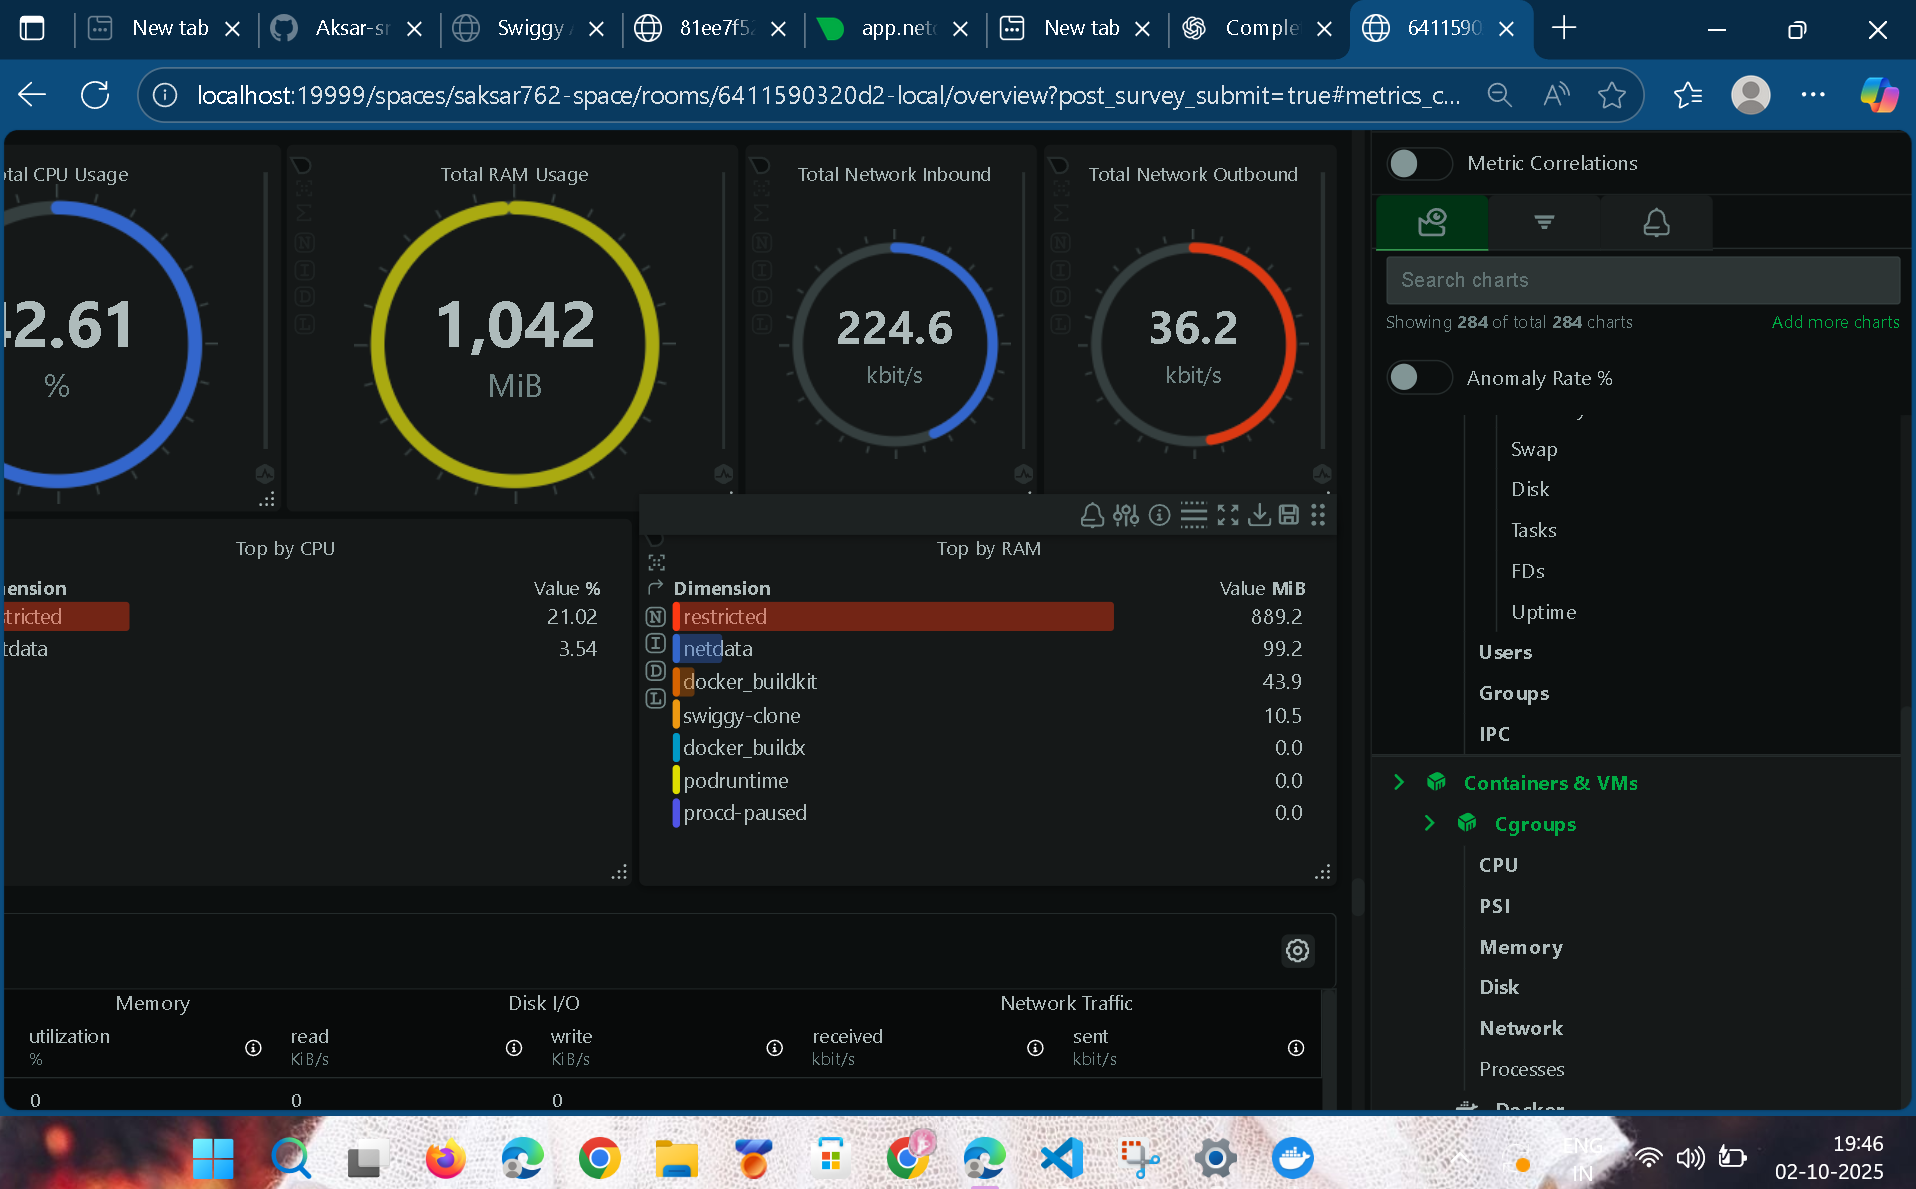 New tab
Aksar-sr
Swiggy
81ee7f52
app.netd
New tab
Comple
6411590
localhost:19999/spaces/saksar762-space/rooms/6411590320d2-local/overview?post_survey_submit=true#metrics_c...
tal CPU Usage
Total RAM Usage
Total Network Inbound
Total Network Outbound
42.61
%
1,042
MiB
224.6
kbit/s
36.2
kbit/s
M
N
I
D
L
M
N
I
D
L
M
N
I
D
L
Metric Correlations
Search charts
Showing 284 of total 284 charts
Add more charts
Anomaly Rate %
Swap
Disk
Tasks
FDs
Uptime
Users
Groups
IPC
Containers & VMs
Cgroups
CPU
PSI
Memory
Disk
Network
Processes
Docker
Top by CPU
ension Value %
stricted 21.02
tdata 3.54
Top by RAM
N
I
D
L
Dimension Value MiB
restricted 889.2
netdata 99.2
docker_buildkit 43.9
swiggy-clone 10.5
docker_buildx 0.0
podruntime 0.0
procd-paused 0.0
Memory Disk I/O Network Traffic
utilization read write received sent
% KiB/s KiB/s kbit/s kbit/s
0 0 0
ENG
IN
19:46
02-10-2025